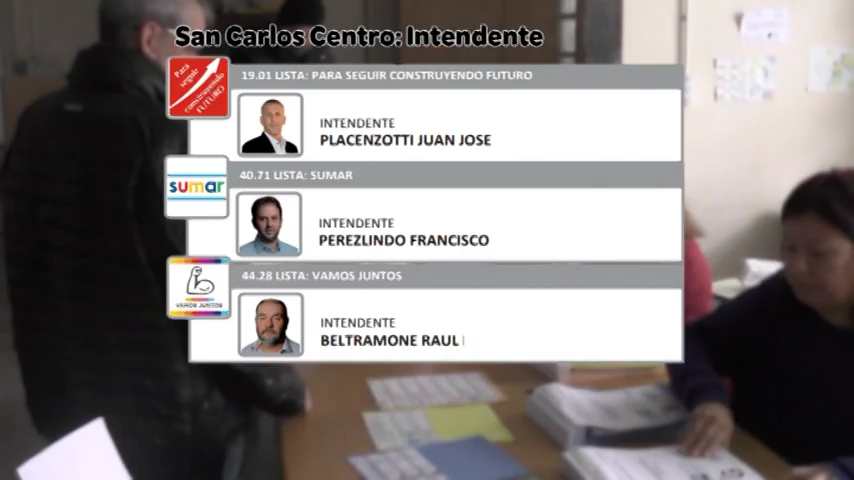 San Carlos Centro: Intendente
Para
seguir
construyendo
FUTURO
19.01 LISTA: PARA SEGUIR CONSTRUYENDO FUTURO
INTENDENTE
PLACENZOTTI JUAN JOSE
sumar
40.71 LISTA: SUMAR
INTENDENTE
PEREZLINDO FRANCISCO
VAMOS JUNTOS
44.28 LISTA: VAMOS JUNTOS
INTENDENTE
BELTRAMONE RAUL